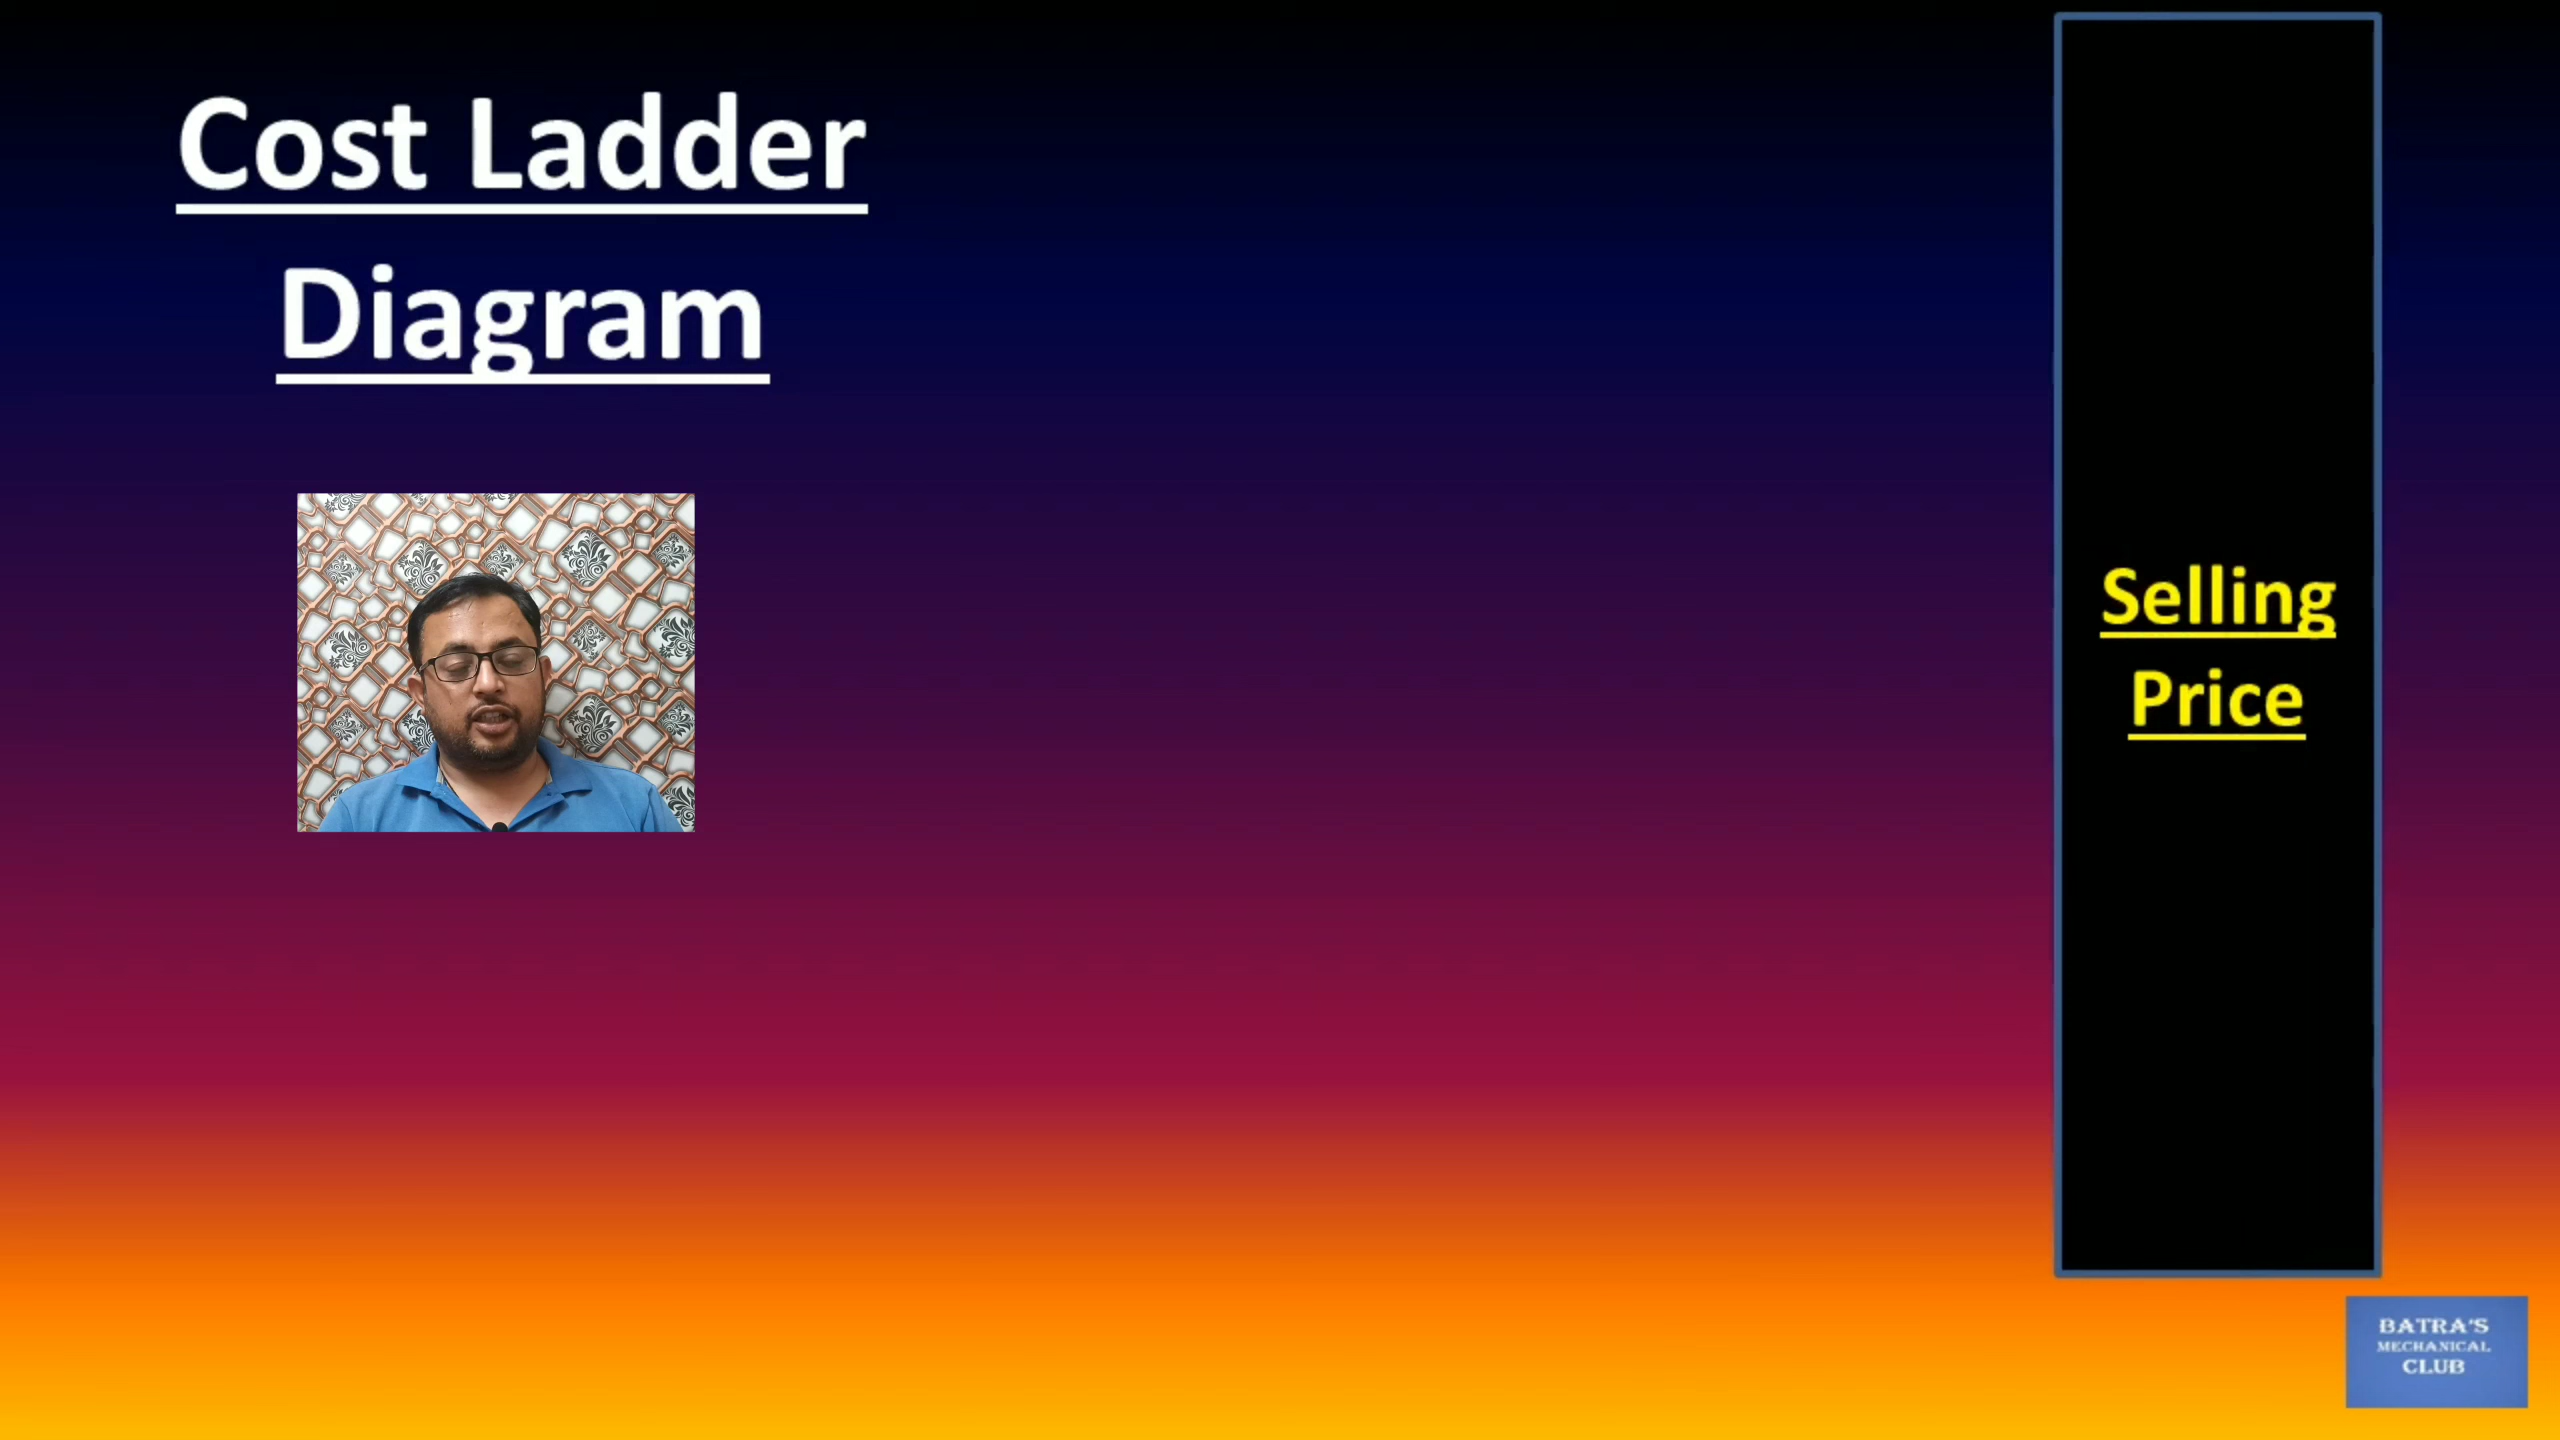 Cost Ladder
Diagram
Selling
Price
BATRA'S
MECHANICAL
CLUB